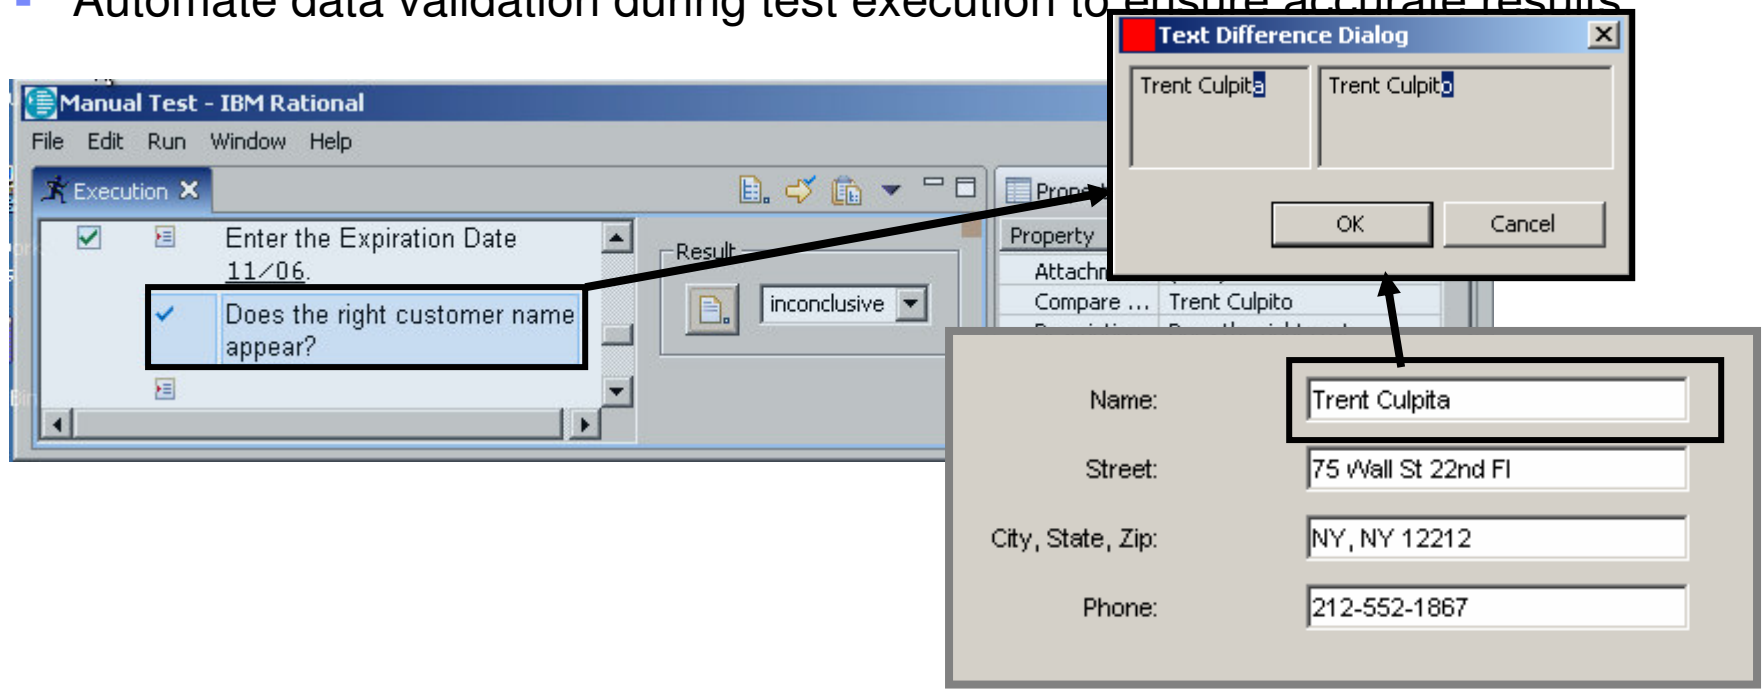 Automate data validation during test execution to ensure accurate results
Text Difference Dialog
Trent Culpita
Trent Culpito
OK
Cancel
Manual Test - IBM Rational
File Edit Run Window Help
Execution
Enter the Expiration Date
11/06.
Does the right customer name
appear?
Result
inconclusive
Property
Compare ... Trent Culpito
Name: Trent Culpita
Street: 75 Wall St 22nd Fl
City, State, Zip: NY, NY 12212
Phone: 212-552-1867